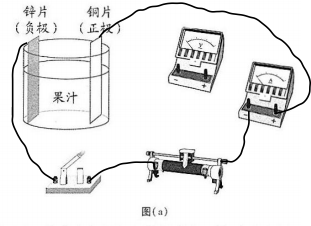 锌片 铜片
(负极) (正极)
V
A
果汁
- +
- +
图(a)